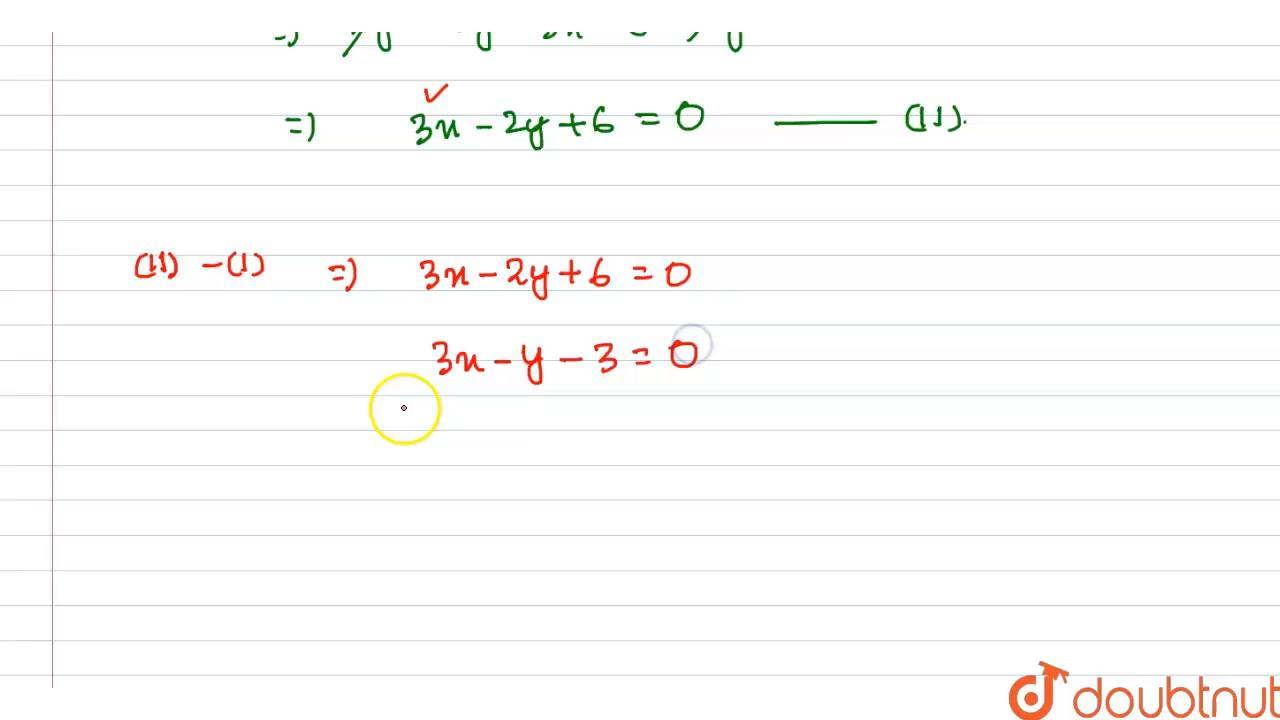 =) 3x - 2y + 6 = 0 —— (II).
(II) - (I) =) 3x - 2y + 6 = 0
3x - y - 3 = 0
doubtnut